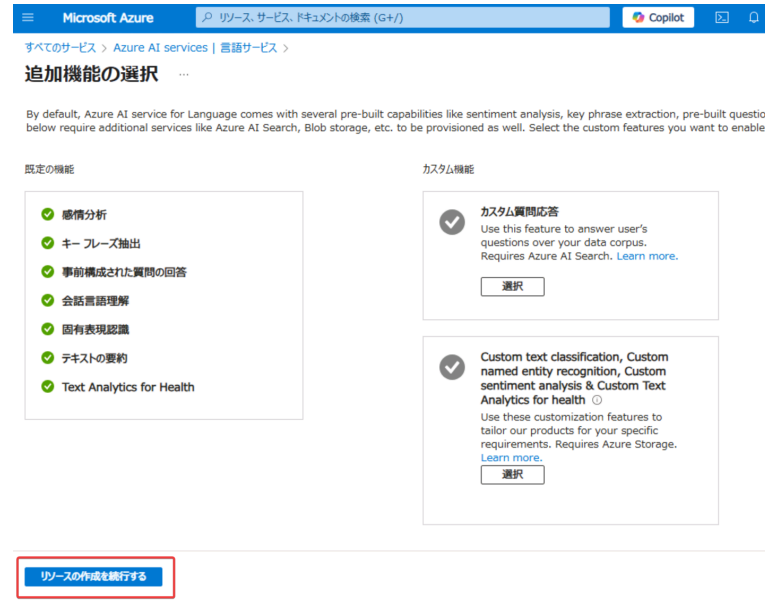 Microsoft Azure
リソース、サービス、ドキュメントの検索 (G+/)
Copilot
すべてのサービス > Azure AI services | 言語サービス >
追加機能の選択 ...
By default, Azure AI service for Language comes with several pre-built capabilities like sentiment analysis, key phrase extraction, pre-built questio
below require additional services like Azure AI Search, Blob storage, etc. to be provisioned as well. Select the custom features you want to enable
既定の機能
感情分析
キー フレーズ抽出
事前構成された質問の回答
会話言語理解
固有表現認識
テキストの要約
Text Analytics for Health
カスタム機能
カスタム質問応答
Use this feature to answer user's
questions over your data corpus.
Requires Azure AI Search. Learn more.
選択
Custom text classification, Custom
named entity recognition, Custom
sentiment analysis & Custom Text
Analytics for health
Use these customization features to
tailor our products for your specific
requirements. Requires Azure Storage.
Learn more.
選択
リソースの作成を続行する